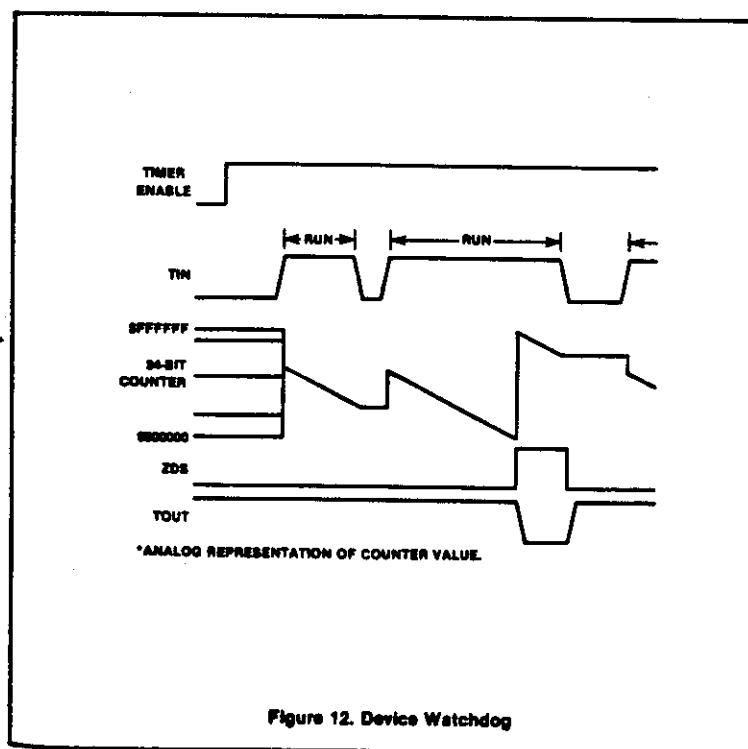 TIMER
ENABLE
RUN
RUN
TIN
$FFFFFF
24-BIT
COUNTER
$000000
ZDS
TOUT
*ANALOG REPRESENTATION OF COUNTER VALUE.
Figure 12. Device Watchdog